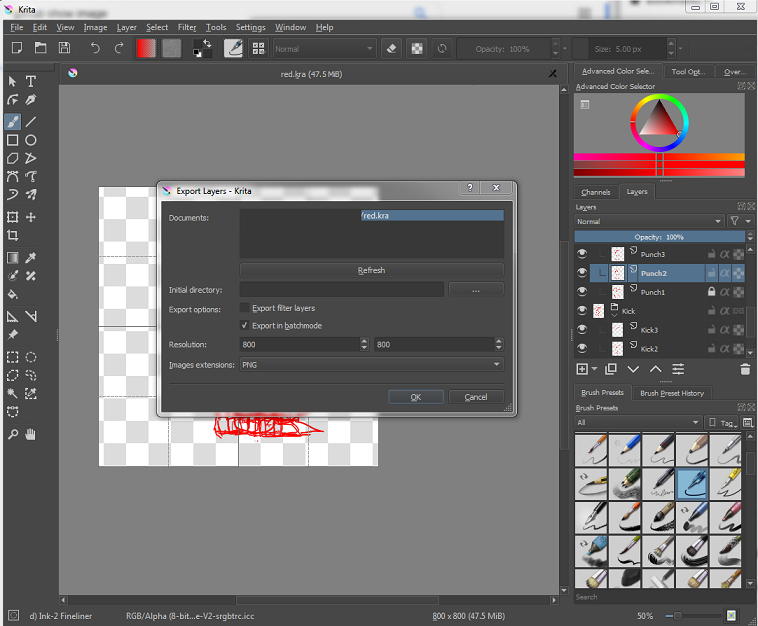 Krita
File Edit View Image Layer Select Filter Tools Settings Window Help
Normal Opacity: 100% Size: 5.00 px
red.kra (47.5 MiB)
Advanced Color Sele... Tool Opt... Over...
Advanced Color Selector
Channels Layers
Layers
Normal
Opacity: 100%
Punch3
Punch2
Punch1
Kick
Kick3
Kick2
Export Layers - Krita
Documents: /red.kra
Refresh
Initial directory: ...
Export options: Export filter layers
Export in batchmode
Resolution: 800 800
Images extensions: PNG
OK Cancel
Brush Presets Brush Preset History
Brush Presets
All Tag
Search
d) Ink-2 Fineliner RGB/Alpha (8-bit...e-V2-srgbtrc.icc 800 x 800 (47.5 MiB) 50%